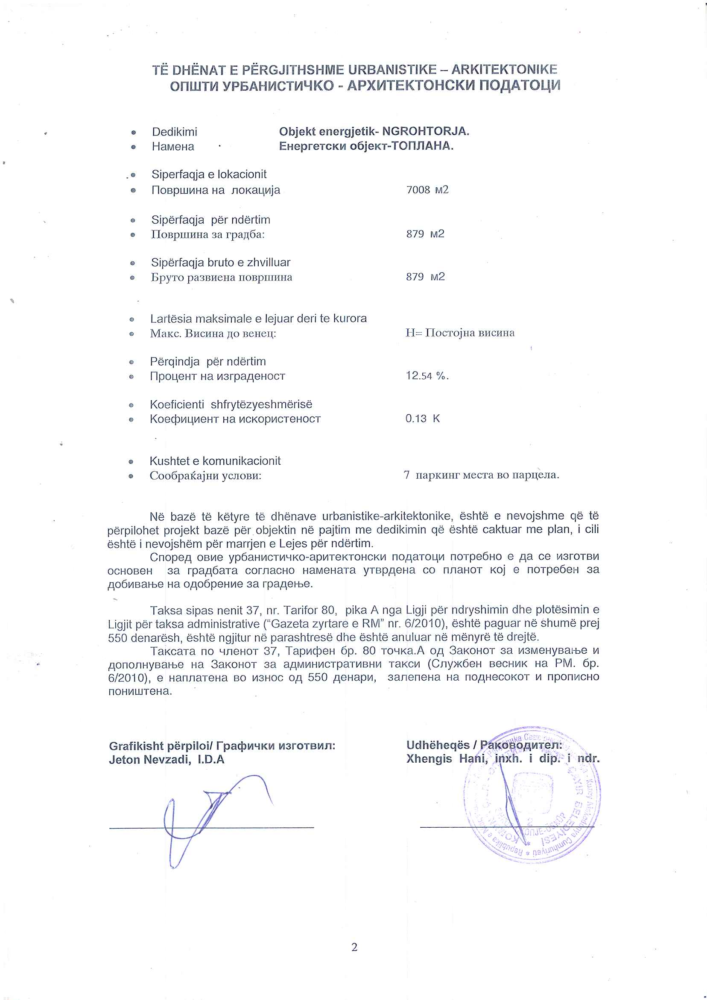 TË DHËNAT E PËRGJITHSHME URBANISTIKE – ARKITEKTONIKE
ОПШТИ УРБАНИСТИЧКО - АРХИТЕКТОНСКИ ПОДАТОЦИ
• Dedikimi Objekt energjetik- NGROHTORJA.
• Намена Енергетски објект-ТОПЛАНА.
• Siperfaqja e lokacionit
• Површина на локација 7008 м2
• Sipërfaqja për ndërtim
• Површина за градба: 879 м2
• Sipërfaqja bruto e zhvilluar
• Бруто развиена површина 879 м2
• Lartësia maksimale e lejuar deri te kurora
• Макс. Висина до венец: Н= Постојна висина
• Përqindja për ndërtim
• Процент на изграденост 12.54 %.
• Koeficienti shfrytëzyeshmërisë
• Коефициент на искористеност 0.13 К
• Kushtet e komunikacionit
• Сообраќајни услови: 7 паркинг места во парцела.
Në bazë të këtyre të dhënave urbanistike-arkitektonike, është e nevojshme që të
përpilohet projekt bazë për objektin në pajtim me dedikimin që është caktuar me plan, i cili
është i nevojshëm për marrjen e Lejes për ndërtim.
Според овие урбанистичко-аритектонски податоци потребно е да се изготви
основен за градбата согласно намената утврдена со планот кој е потребен за
добивање на одобрение за градење.
Taksa sipas nenit 37, nr. Tarifor 80, pika A nga Ligji për ndryshimin dhe plotësimin e
Ligjit për taksa administrative (“Gazeta zyrtare e RM” nr. 6/2010), është paguar në shumë prej
550 denarësh, është ngjitur në parashtresë dhe është anuluar në mënyrë të drejtë.
Таксата по членот 37, Тарифен бр. 80 точка.А од Законот за изменување и
дополнување на Законот за административни такси (Службен весник на РМ. бр.
6/2010), е наплатена во износ од 550 денари, залепена на поднесокот и прописно
поништена.
Grafikisht përpiloi/ Графички изготвил: Udhëheqës / Раководител:
Jeton Nevzadi, I.D.A Xhengis Hani, inxh. i dip. i ndr.
Kuzey Makedonya Cumhuriyeti * Republika e
ÇAYIR BELEDİYESİ *
2